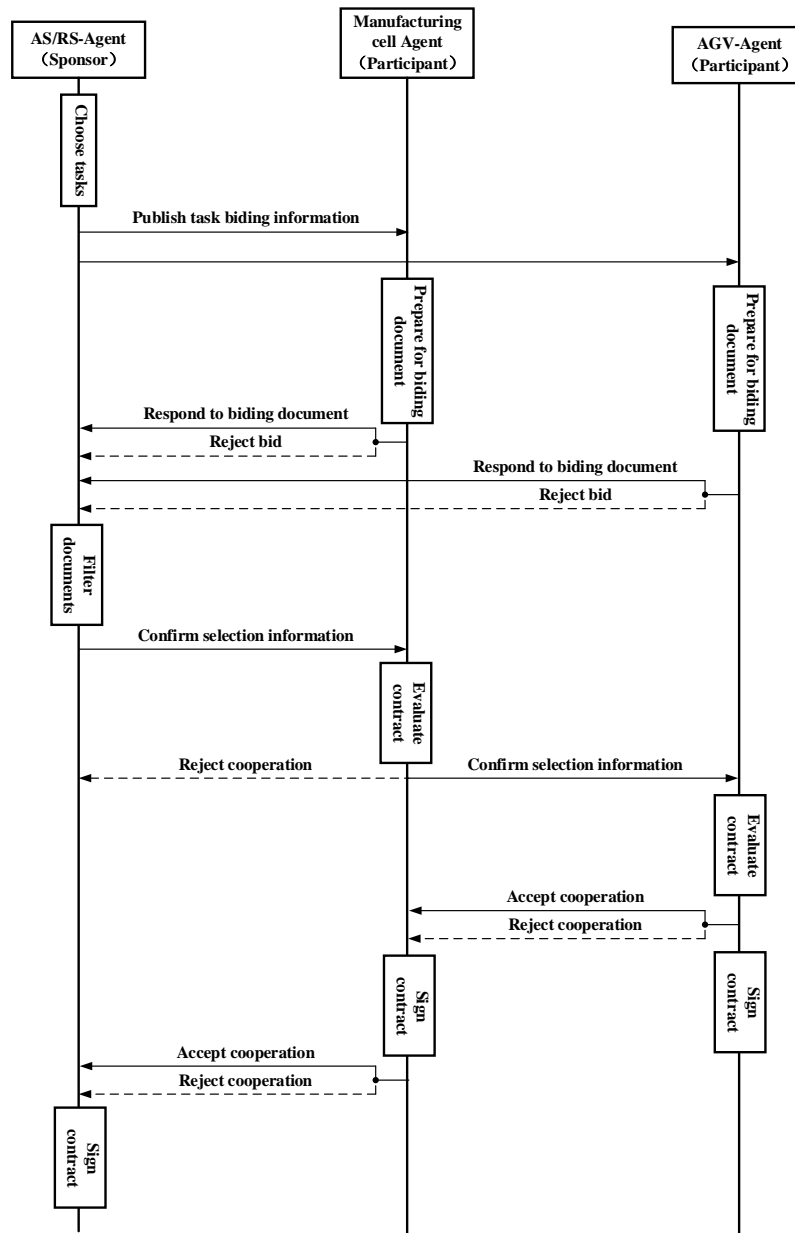 AS/RS-Agent
（Sponsor）
Manufacturing
cell Agent
（Participant）
AGV-Agent
（Participant）
Choose tasks
Publish task biding information
Prepare for biding
document
Prepare for biding
document
Respond to biding document
Reject bid
Respond to biding document
Reject bid
Filter
documents
Confirm selection information
Evaluate
contract
Reject cooperation
Confirm selection information
Evaluate
contract
Accept cooperation
Reject cooperation
Sign
contract
Sign
contract
Accept cooperation
Reject cooperation
Sign
contract